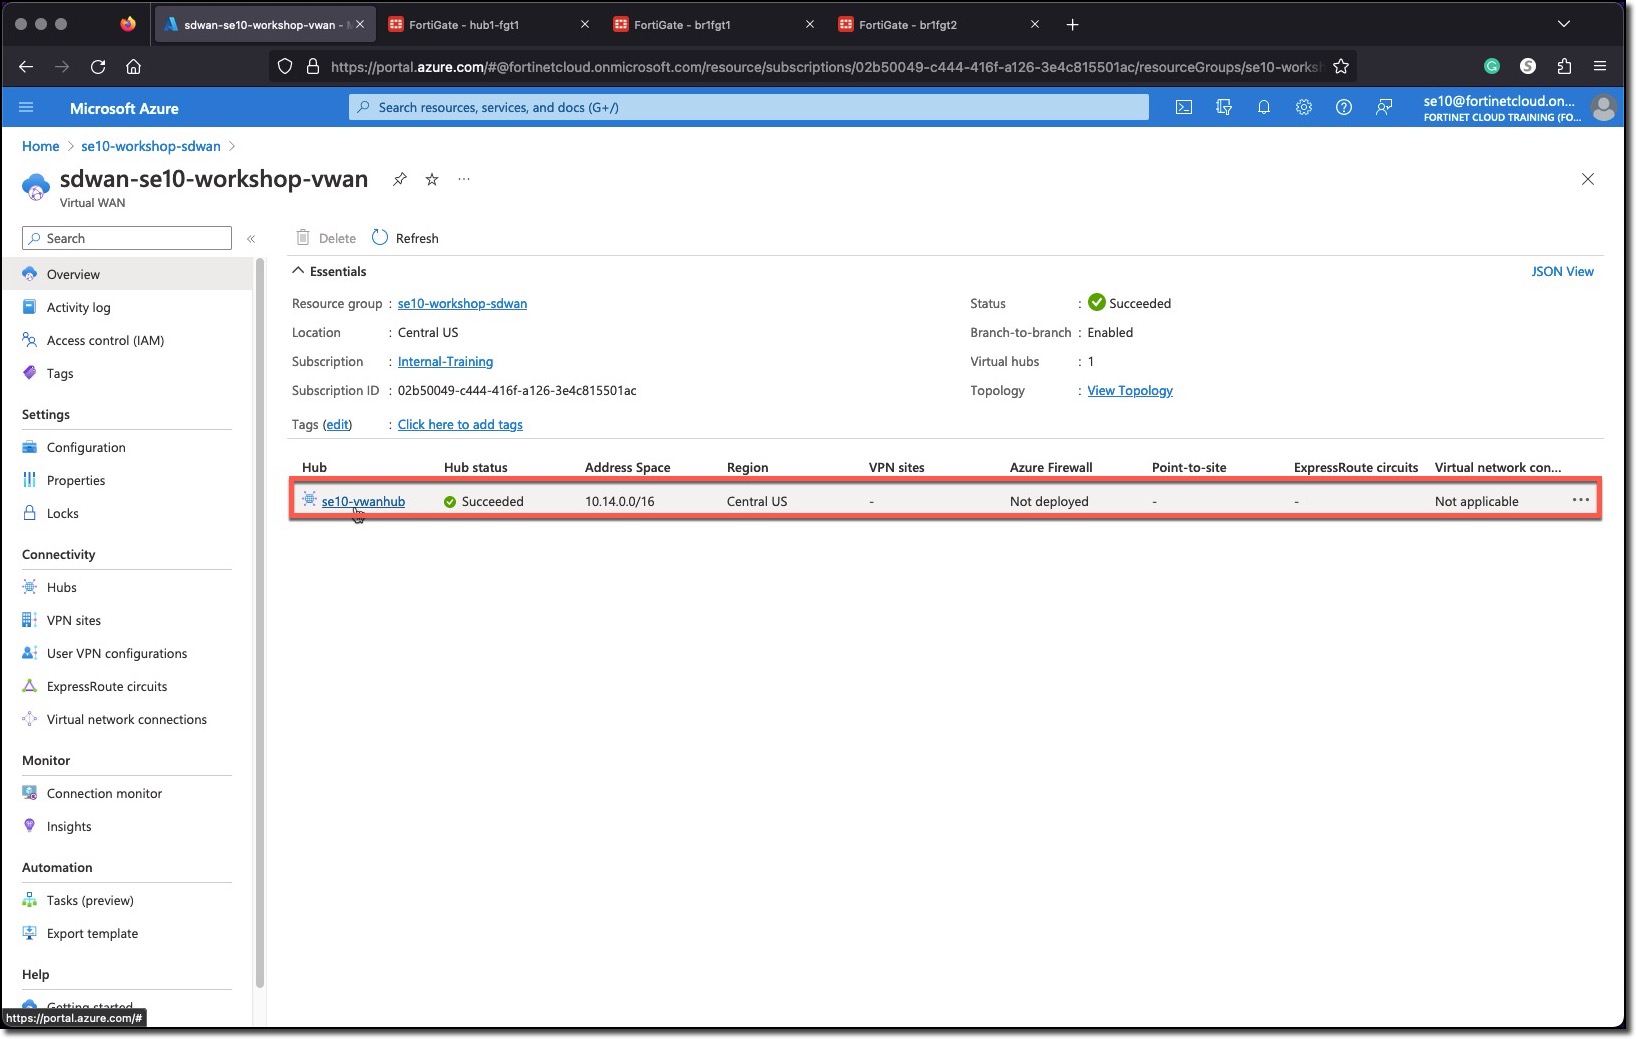 sdwan-se10-workshop-vwan - M
FortiGate - hub1-fgt1
FortiGate - br1fgt1
FortiGate - br1fgt2
https://portal.azure.com/#@fortinetcloud.onmicrosoft.com/resource/subscriptions/02b50049-c444-416f-a126-3e4c815501ac/resourceGroups/se10-worksh
Microsoft Azure
Search resources, services, and docs (G+/)
se10@fortinetcloud.on...
FORTINET CLOUD TRAINING (FO...
Home > se10-workshop-sdwan >
sdwan-se10-workshop-vwan
Virtual WAN
Search
Delete
Refresh
Overview
Activity log
Access control (IAM)
Tags
Settings
Configuration
Properties
Locks
Connectivity
Hubs
VPN sites
User VPN configurations
ExpressRoute circuits
Virtual network connections
Monitor
Connection monitor
Insights
Automation
Tasks (preview)
Export template
Help
Getting started
https://portal.azure.com/#
Essentials
JSON View
Resource group : se10-workshop-sdwan
Location : Central US
Subscription : Internal-Training
Subscription ID : 02b50049-c444-416f-a126-3e4c815501ac
Tags (edit) : Click here to add tags
Status : Succeeded
Branch-to-branch : Enabled
Virtual hubs : 1
Topology : View Topology
Hub Hub status Address Space Region VPN sites Azure Firewall Point-to-site ExpressRoute circuits Virtual network con...
se10-vwanhub Succeeded 10.14.0.0/16 Central US - Not deployed - - Not applicable ...